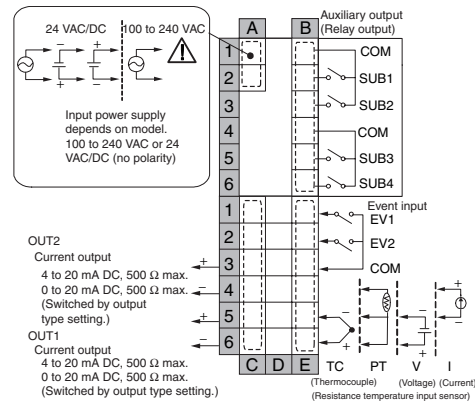 24 VAC/DC
100 to 240 VAC
Input power supply
depends on model.
100 to 240 VAC or 24
VAC/DC (no polarity)
− −
+ +
A
B
Auxiliary output
(Relay output)
1
2
3
4
5
6
COM
SUB1
SUB2
COM
SUB3
SUB4
1
2
3
4
5
6
Event input
EV1
EV2
COM
OUT2
Current output
4 to 20 mA DC, 500 Ω max.
0 to 20 mA DC, 500 Ω max.
(Switched by output
type setting.)
+
−
OUT1
Current output
4 to 20 mA DC, 500 Ω max.
0 to 20 mA DC, 500 Ω max.
(Switched by output type setting.)
+
−
C
D
E
− − −
+ + +
TC
PT
V
I
(Thermocouple)
(Voltage)
(Current)
(Resistance temperature input sensor)